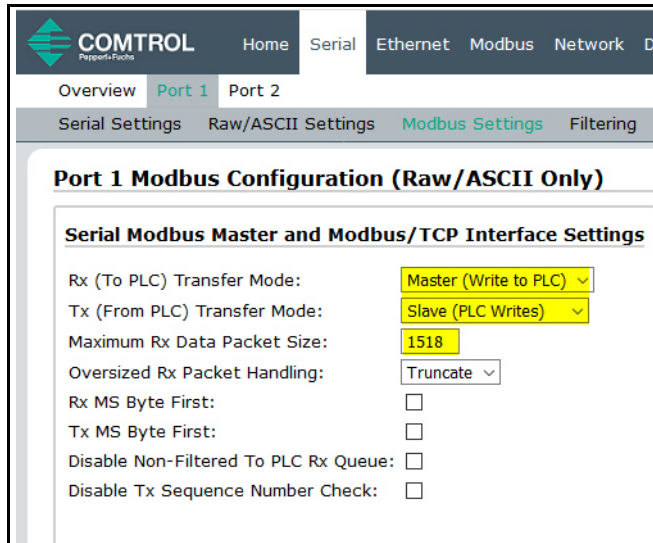 COMTROL
Pepperl+Fuchs
Home Serial Ethernet Modbus Network D
Overview Port 1 Port 2
Serial Settings Raw/ASCII Settings Modbus Settings Filtering
Port 1 Modbus Configuration (Raw/ASCII Only)
Serial Modbus Master and Modbus/TCP Interface Settings
Rx (To PLC) Transfer Mode: Master (Write to PLC)
Tx (From PLC) Transfer Mode: Slave (PLC Writes)
Maximum Rx Data Packet Size: 1518
Oversized Rx Packet Handling: Truncate
Rx MS Byte First:
Tx MS Byte First:
Disable Non-Filtered To PLC Rx Queue:
Disable Tx Sequence Number Check: